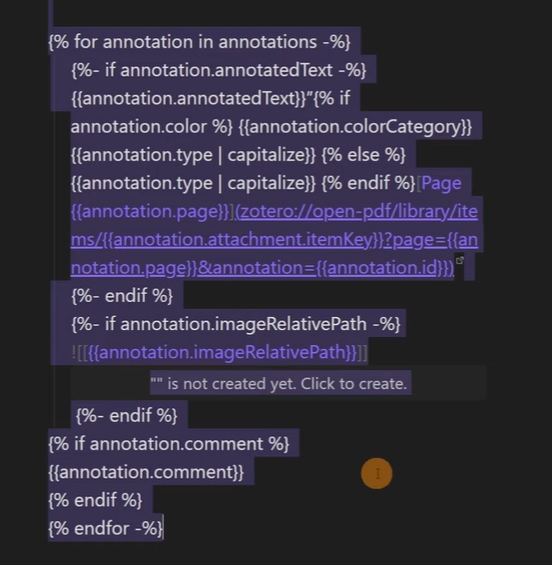 {% for annotation in annotations -%}
{%- if annotation.annotatedText -%}
{{annotation.annotatedText}}”{% if
annotation.color %} {{annotation.colorCategory}}
{{annotation.type | capitalize}} {% else %}
{{annotation.type | capitalize}} {% endif %}[Page
{{annotation.page}}](zotero://open-pdf/library/ite
ms/{{annotation.attachment.itemKey}}?page={{an
notation.page}}&annotation={{annotation.id}})
{%- endif %}
{%- if annotation.imageRelativePath -%}
![[{{annotation.imageRelativePath}}]]
"" is not created yet. Click to create.
{%- endif %}
{% if annotation.comment %}
{{annotation.comment}}
{% endif %}
{% endfor -%}